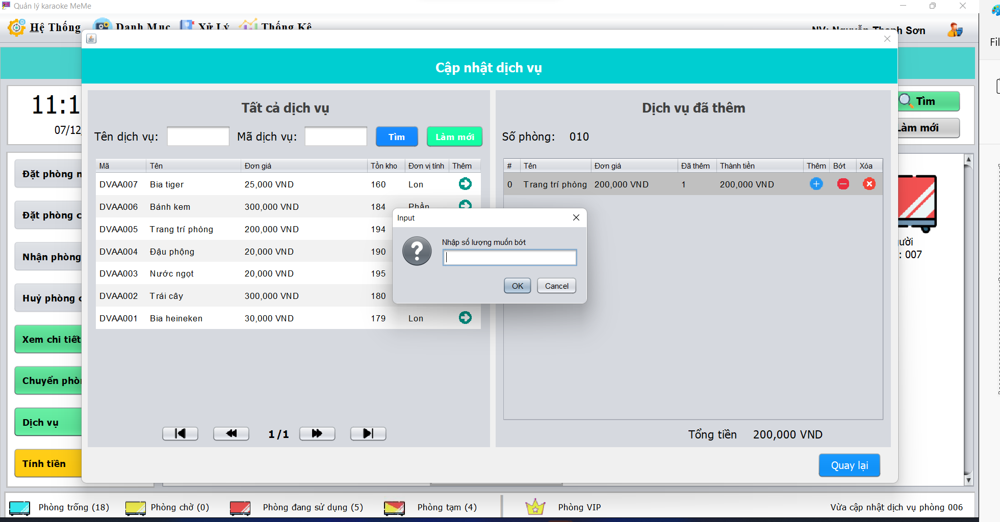 Quản lý karaoke MeMe
Hệ Thống Danh Mục Xử Lý Thống Kê
NV: Nguyễn Thanh Sơn
Fil
Cập nhật dịch vụ
11:1
07/12
Tìm
Làm mới
Tất cả dịch vụ
Tên dịch vụ: Mã dịch vụ: Tìm Làm mới
Mã Tên Đơn giá Tồn kho Đơn vị tính Thêm
DVAA007 Bia tiger 25,000 VND 160 Lon
DVAA006 Bánh kem 300,000 VND 184 Phần
DVAA005 Trang trí phòng 200,000 VND 194
DVAA004 Đậu phộng 20,000 VND 190
DVAA003 Nước ngọt 20,000 VND 195
DVAA002 Trái cây 300,000 VND 180
DVAA001 Bia heineken 30,000 VND 179 Lon
1/1
Dịch vụ đã thêm
Số phòng: 010
# Tên Đơn giá Đã thêm Thành tiền Thêm Bớt Xóa
0 Trang trí phòng 200,000 VND 1 200,000 VND
Tổng tiền 200,000 VND
Quay lại
Input
Nhập số lượng muốn bớt
OK Cancel
Đặt phòng n
Đặt phòng c
Nhận phòng
Huỷ phòng c
Xem chi tiết
Chuyển phòn
Dịch vụ
Tính tiền
ười
: 007
Phòng trống (18) Phòng chờ (0) Phòng đang sử dụng (5) Phòng tạm (4) Phòng VIP Vừa cập nhật dịch vụ phòng 006